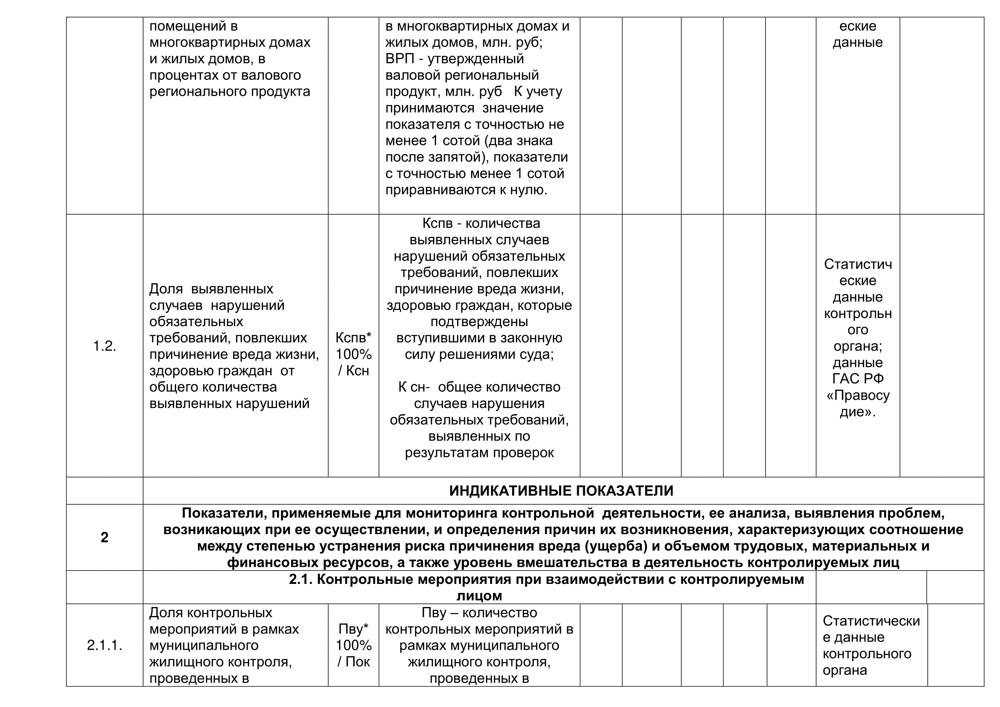 помещений в
многоквартирных домах
и жилых домов, в
процентах от валового
регионального продукта
в многоквартирных домах и
жилых домов, млн. руб;
ВРП - утвержденный
валовой региональный
продукт, млн. руб   К учету
принимаются  значение
показателя с точностью не
менее 1 сотой (два знака
после запятой), показатели
с точностью менее 1 сотой
приравниваются к нулю.
еские
данные
1.2.
Доля  выявленных
случаев  нарушений
обязательных
требований, повлекших
причинение вреда жизни,
здоровью граждан  от
общего количества
выявленных нарушений
Кспв*
100%
/ Ксн
Кспв - количества
выявленных случаев
нарушений обязательных
требований, повлекших
причинение вреда жизни,
здоровью граждан, которые
подтверждены
вступившими в законную
силу решениями суда;
К сн-  общее количество
случаев нарушения
обязательных требований,
выявленных по
результатам проверок
Статистич
еские
данные
контрольн
ого
органа;
данные
ГАС РФ
«Правосу
дие».
ИНДИКАТИВНЫЕ ПОКАЗАТЕЛИ
2
Показатели, применяемые для мониторинга контрольной  деятельности, ее анализа, выявления проблем,
возникающих при ее осуществлении, и определения причин их возникновения, характеризующих соотношение
между степенью устранения риска причинения вреда (ущерба) и объемом трудовых, материальных и
финансовых ресурсов, а также уровень вмешательства в деятельность контролируемых лиц
2.1. Контрольные мероприятия при взаимодействии с контролируемым
лицом
2.1.1.
Доля контрольных
мероприятий в рамках
муниципального
жилищного контроля,
проведенных в
Пву*
100%
/ Пок
Пву – количество
контрольных мероприятий в
рамках муниципального
жилищного контроля,
проведенных в
Статистически
е данные
контрольного
органа